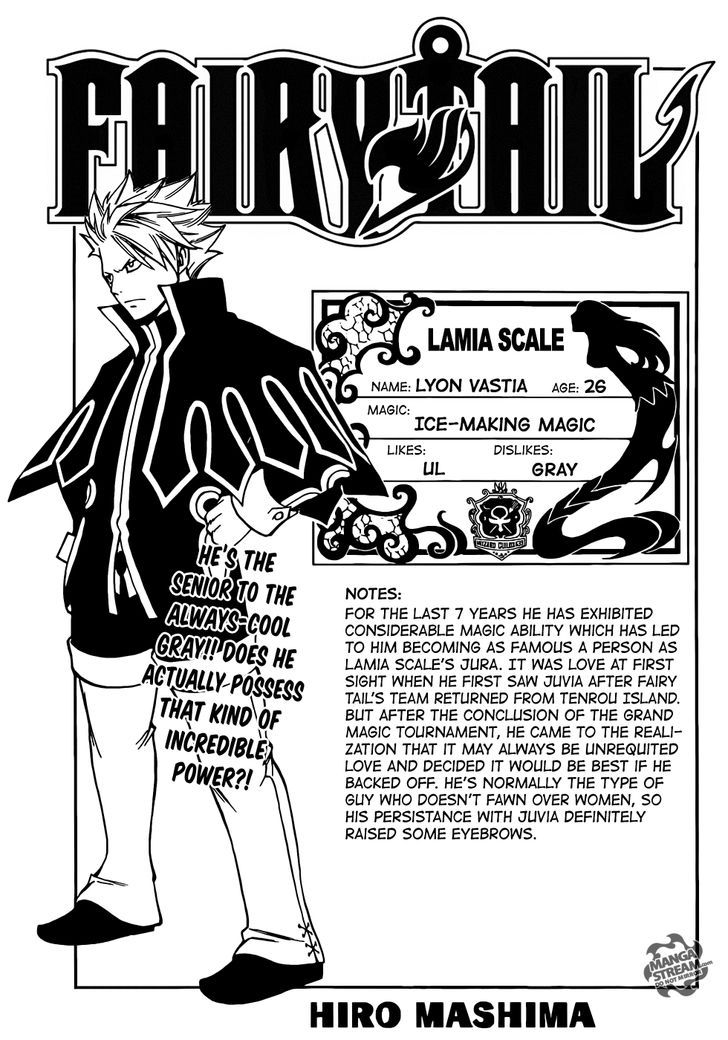 FAIRY TAIL
LAMIA SCALE
NAME: LYON VASTIA AGE: 26
MAGIC:
ICE-MAKING MAGIC
LIKES: DISLIKES:
UL GRAY
WIZARD GUILD
HE'S THE
SENIOR TO THE
ALWAYS-COOL
GRAY!! DOES HE
ACTUALLY POSSESS
THAT KIND OF
INCREDIBLE
POWER?!
NOTES:
FOR THE LAST 7 YEARS HE HAS EXHIBITED
CONSIDERABLE MAGIC ABILITY WHICH HAS LED
TO HIM BECOMING AS FAMOUS A PERSON AS
LAMIA SCALE'S JURA. IT WAS LOVE AT FIRST
SIGHT WHEN HE FIRST SAW JUVIA AFTER FAIRY
TAIL'S TEAM RETURNED FROM TENROU ISLAND.
BUT AFTER THE CONCLUSION OF THE GRAND
MAGIC TOURNAMENT, HE CAME TO THE REALI-
ZATION THAT IT MAY ALWAYS BE UNREQUITED
LOVE AND DECIDED IT WOULD BE BEST IF HE
BACKED OFF. HE'S NORMALLY THE TYPE OF
GUY WHO DOESN'T FAWN OVER WOMEN, SO
HIS PERSISTANCE WITH JUVIA DEFINITELY
RAISED SOME EYEBROWS.
MANGA
STREAM.com
DO NOT MIRROR
HIRO MASHIMA